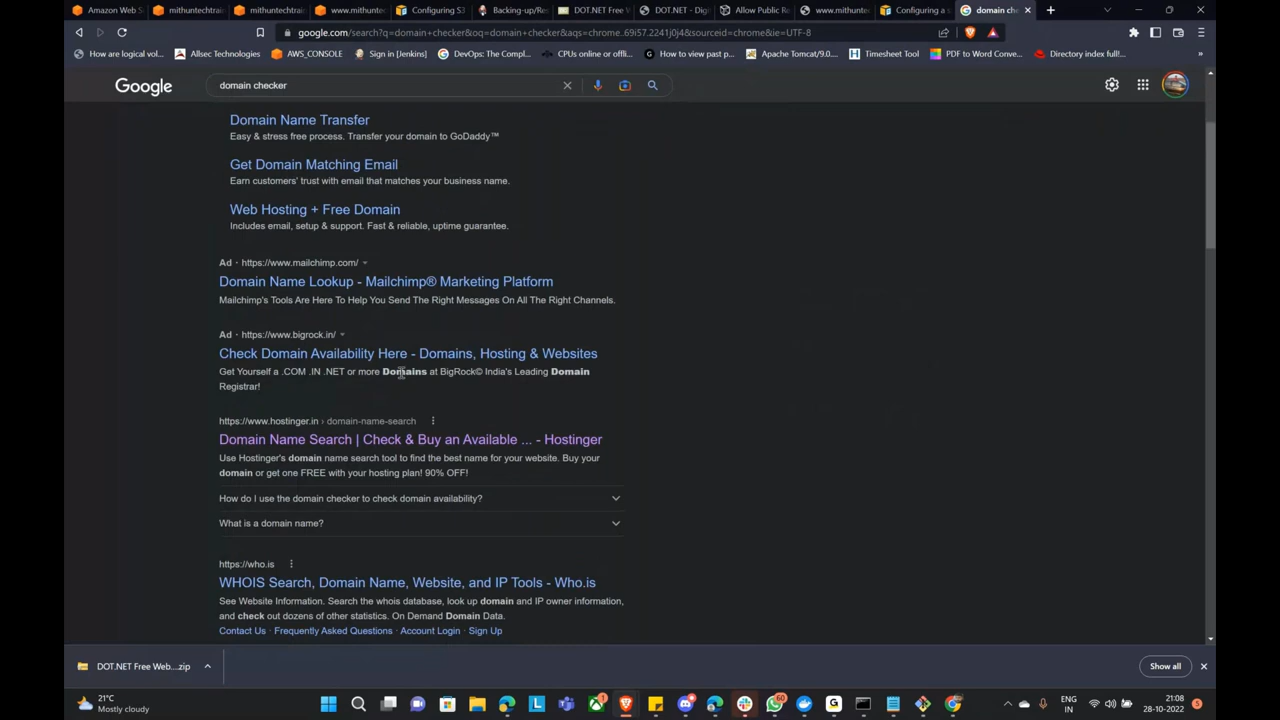 Amazon Web S
mithuntechtrain
mithuntechtrain
www.mithuntec
Configuring S3
Backing-up/Res
DOT.NET Free V
DOT.NET - Digi
Allow Public Re
www.mithuntec
Configuring a s
domain che
google.com/search?q=domain+checker&oq=domain+checker&aqs=chrome..69i57.2241j0j4&sourceid=chrome&ie=UTF-8
How are logical vol...
Allsec Technologies
AWS_CONSOLE
Sign in [Jenkins]
DevOps: The Compl...
CPUs online or offli...
How to view past p...
Apache Tomcat/9.0....
Timesheet Tool
PDF to Word Conve...
Directory index full!...
»
Google
domain checker
Domain Name Transfer
Easy & stress free process. Transfer your domain to GoDaddy™
Get Domain Matching Email
Earn customers' trust with email that matches your business name.
Web Hosting + Free Domain
Includes email, setup & support. Fast & reliable, uptime guarantee.
Ad · https://www.mailchimp.com/
Domain Name Lookup - Mailchimp® Marketing Platform
Mailchimp's Tools Are Here To Help You Send The Right Messages On All The Right Channels.
Ad · https://www.bigrock.in/
Check Domain Availability Here - Domains, Hosting & Websites
Get Yourself a .COM .IN .NET or more Domains at BigRock© India's Leading Domain
Registrar!
https://www.hostinger.in › domain-name-search
Domain Name Search | Check & Buy an Available ... - Hostinger
Use Hostinger's domain name search tool to find the best name for your website. Buy your
domain or get one FREE with your hosting plan! 90% OFF!
How do I use the domain checker to check domain availability?
What is a domain name?
https://who.is
WHOIS Search, Domain Name, Website, and IP Tools - Who.is
See Website Information. Search the whois database, look up domain and IP owner information,
and check out dozens of other statistics. On Demand Domain Data.
Contact Us · Frequently Asked Questions · Account Login · Sign Up
DOT.NET Free Web....zip
Show all
21°C
Mostly cloudy
1
60
ENG
IN
21:08
28-10-2022